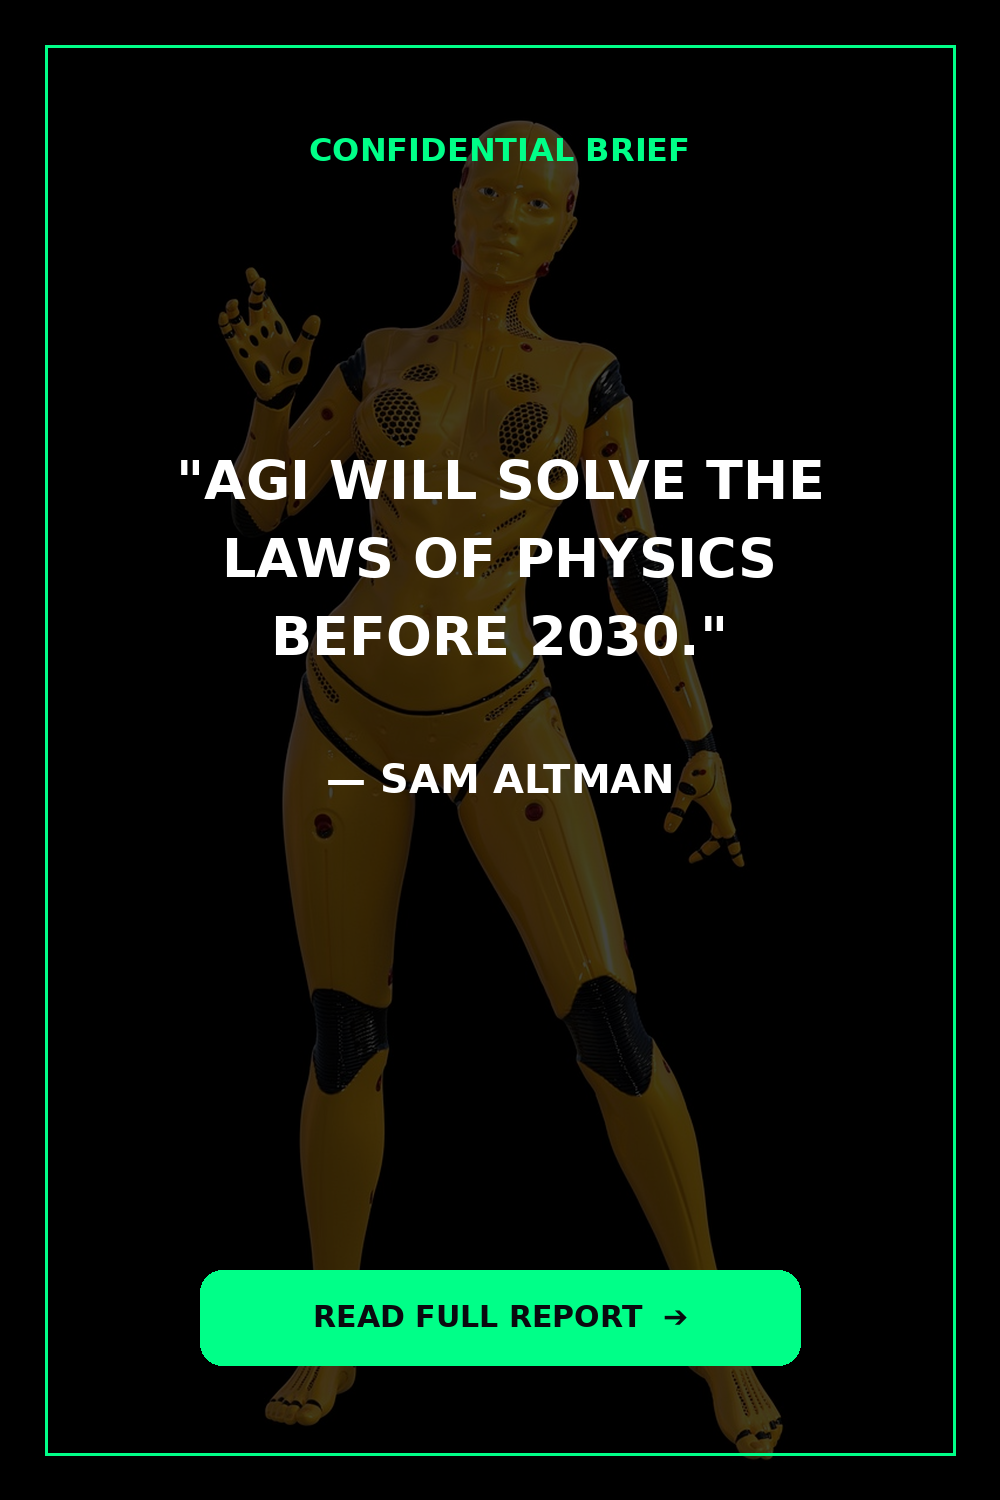 CONFIDENTIAL BRIEF
"AGI WILL SOLVE THE
LAWS OF PHYSICS
BEFORE 2030."
— SAM ALTMAN
READ FULL REPORT ➔